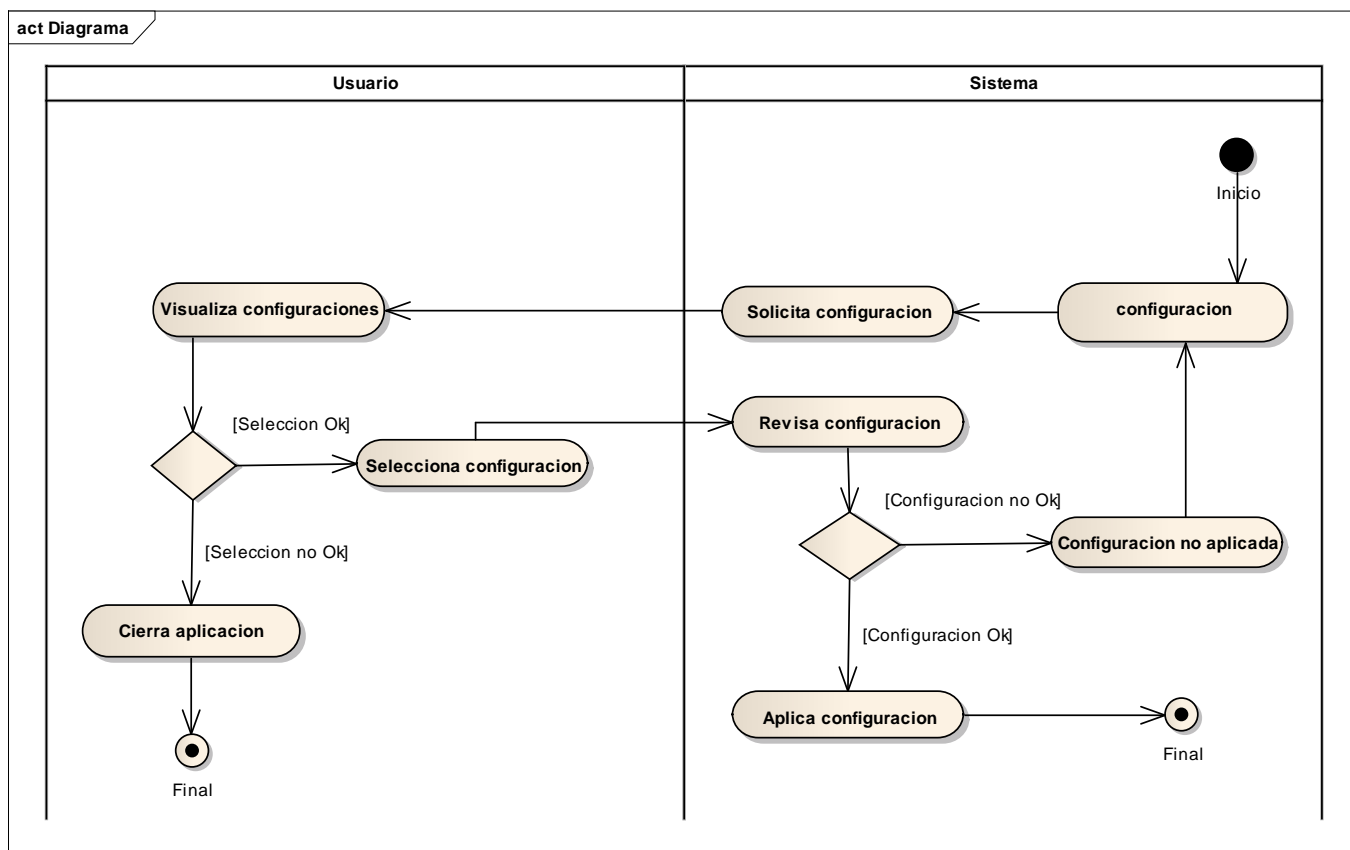 act Diagrama
Usuario
Sistema
Inicio
Visualiza configuraciones
Solicita configuracion
configuracion
[Seleccion Ok]
Revisa configuracion
Selecciona configuracion
[Configuracion no Ok]
[Seleccion no Ok]
Configuracion no aplicada
Cierra aplicacion
[Configuracion Ok]
Aplica configuracion
Final
Final